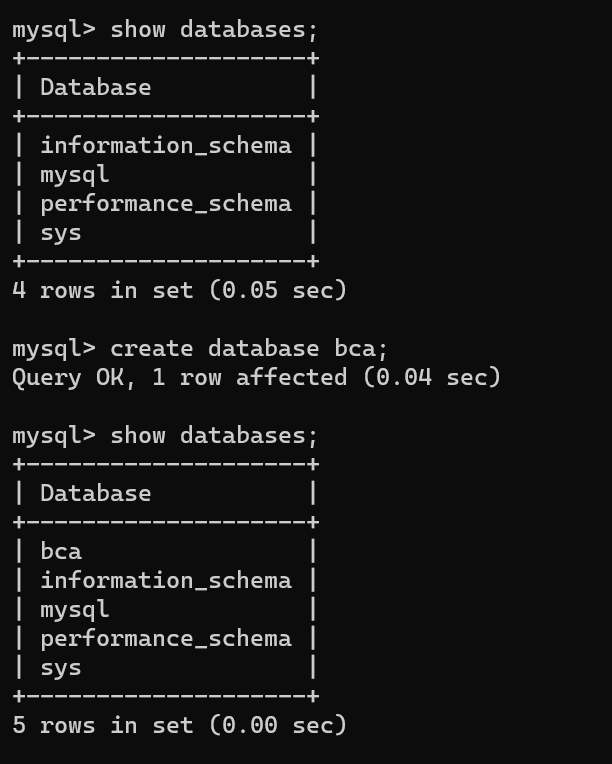 mysql> show databases;
+--------------------+
| Database           |
+--------------------+
| information_schema |
| mysql              |
| performance_schema |
| sys                |
+--------------------+
4 rows in set (0.05 sec)

mysql> create database bca;
Query OK, 1 row affected (0.04 sec)

mysql> show databases;
+--------------------+
| Database           |
+--------------------+
| bca                |
| information_schema |
| mysql              |
| performance_schema |
| sys                |
+--------------------+
5 rows in set (0.00 sec)